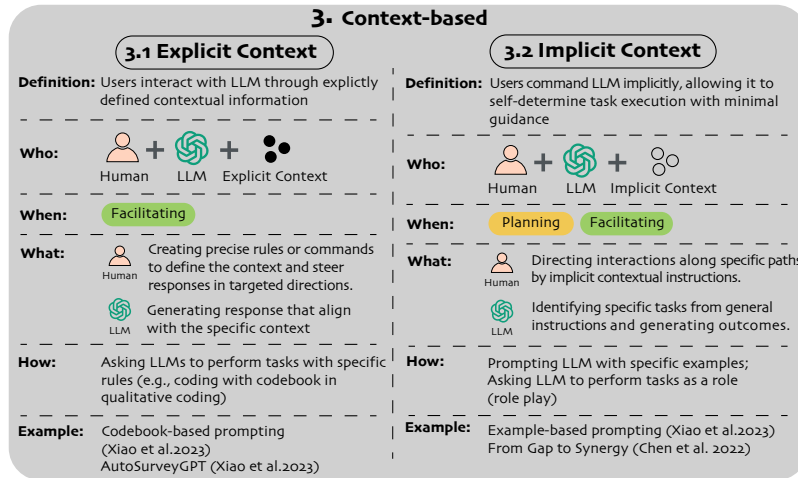 3. Context-based
3.1 Explicit Context
Definition: Users interact with LLM through explictly
defined contextual information
Who:
Human LLM Explicit Context
When: Facilitating
What: Creating precise rules or commands
to define the context and steer
responses in targeted directions.
Human
Generating response that align
with the specific context
LLM
How: Asking LLMs to perform tasks with specific
rules (e.g., coding with codebook in
qualitative coding)
Example: Codebook-based prompting
(Xiao et al.2023)
AutoSurveyGPT (Xiao et al.2023)
3.2 Implicit Context
Definition: Users command LLM implicitly, allowing it to
self-determine task execution with minimal
guidance
Who:
Human LLM Implicit Context
When: Planning Facilitating
What: Directing interactions along specific paths
by implicit contextual instructions.
Human
Identifying specific tasks from general
instructions and generating outcomes.
LLM
How: Prompting LLM with specific examples;
Asking LLM to perform tasks as a role
(role play)
Example: Example-based prompting (Xiao et al.2023)
From Gap to Synergy (Chen et al. 2022)